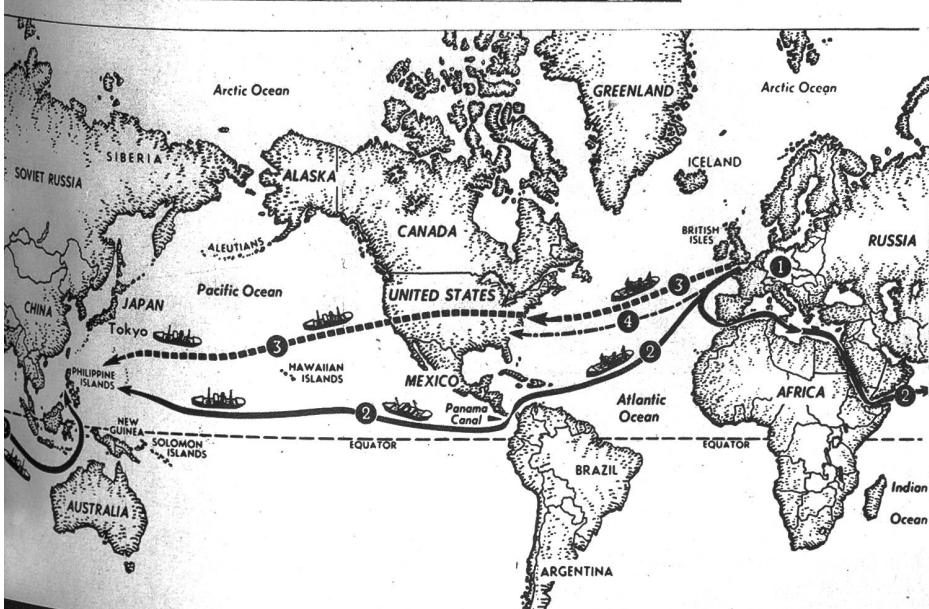 Arctic Ocean
GREENLAND
Arctic Ocean
SIBERIA
SOVIET RUSSIA
ALASKA
ICELAND
CANADA
BRITISH
ISLES
ALEUTIANS
RUSSIA
1
Pacific Ocean
3
UNITED STATES
JAPAN
CHINA
Tokyo
4
3
2
HAWAIIAN
ISLANDS
PHILIPPINE
ISLANDS
MEXICO
AFRICA
2
Atlantic
Ocean
2
Panama
Canal
NEW
GUINEA
SOLOMON
ISLANDS
EQUATOR
EQUATOR
BRAZIL
Indian
Ocean
AUSTRALIA
ARGENTINA